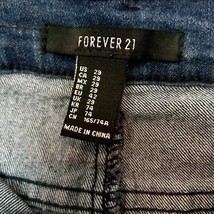 FOREVER 21
US 29
CA 29
MX 29
BR 29
EU 42
UK 29
KR 74
JP 74
CN 165/74A
MADE IN CHINA